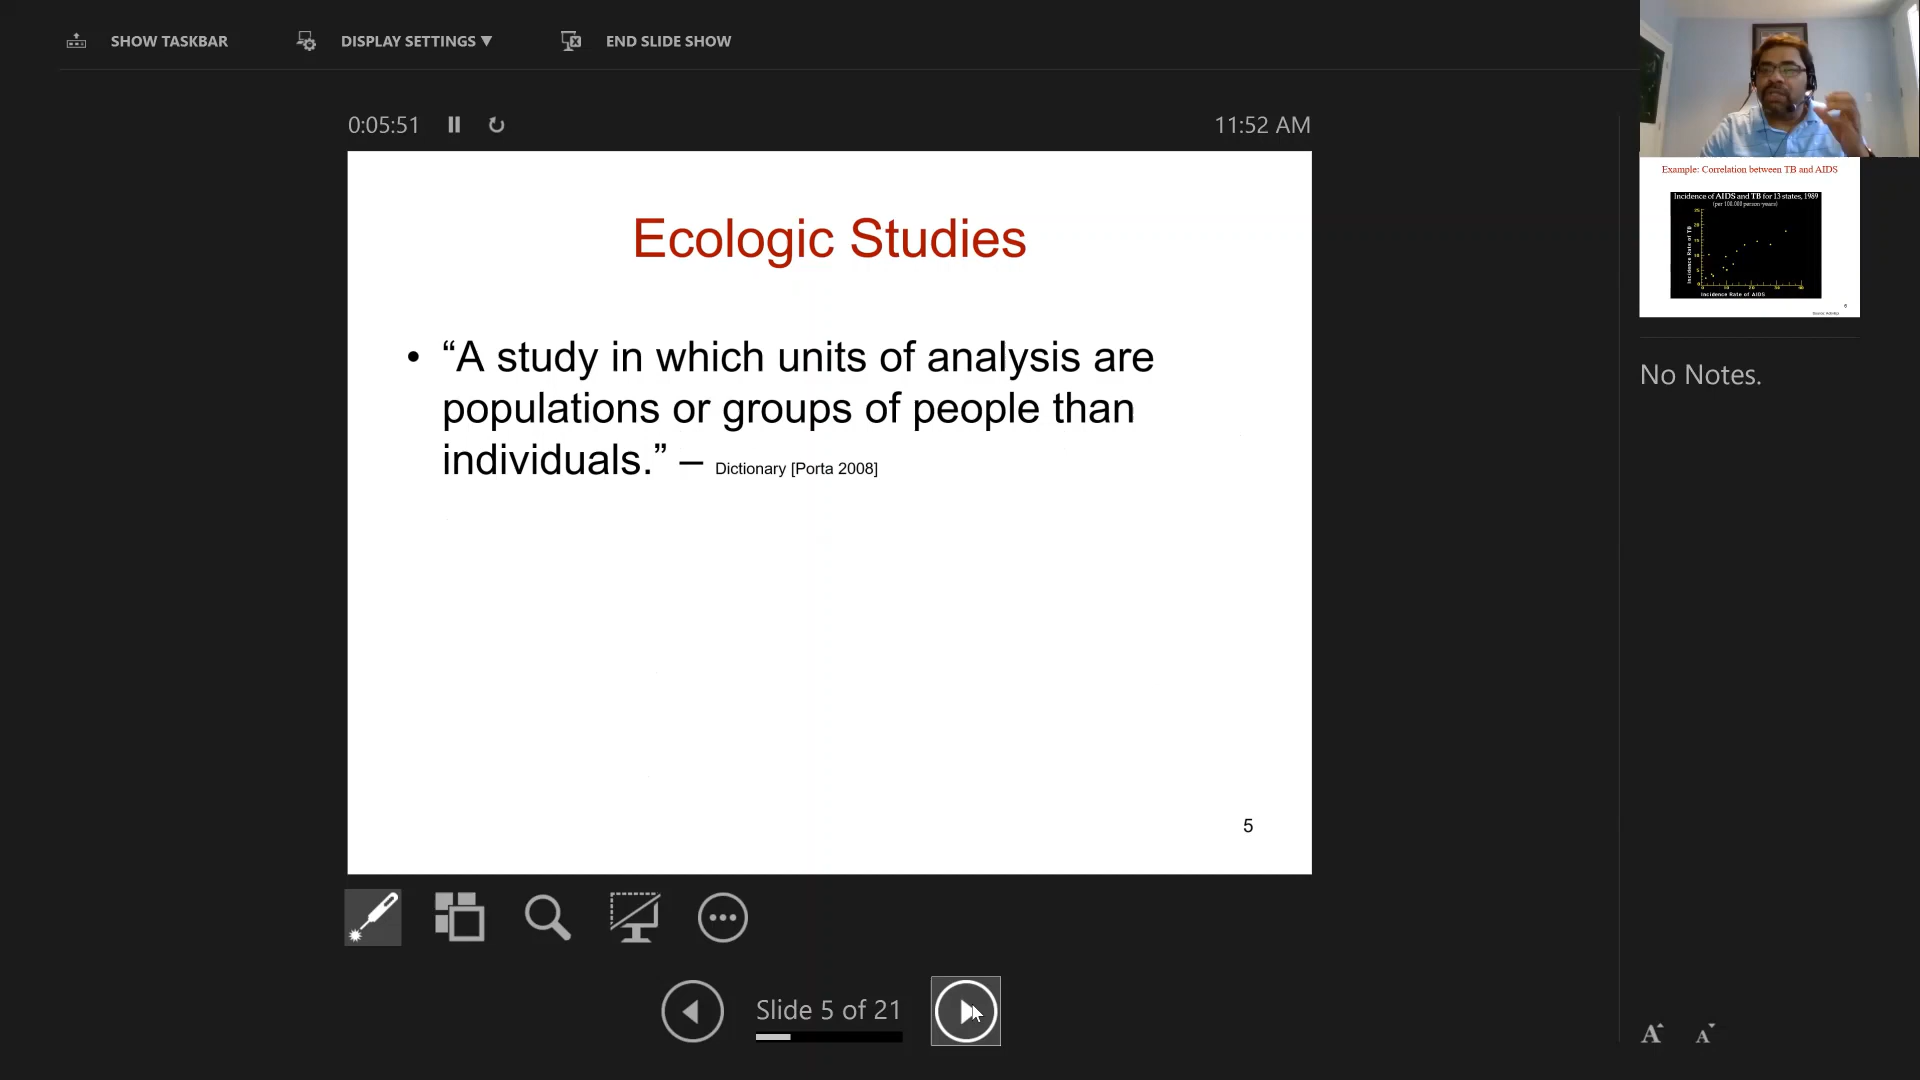 SHOW TASKBAR
DISPLAY SETTINGS ▼
END SLIDE SHOW
0:05:51
11:52 AM
Ecologic Studies
• “A study in which units of analysis are
populations or groups of people than
individuals.” – Dictionary [Porta 2008]
5
Slide 5 of 21
Example: Correlation between TB and AIDS
Incidence of AIDS and TB for 13 states, 1989
(per 100,000 person-years)
Incidence Rate of TB
Incidence Rate of AIDS
6
No Notes.
A
A